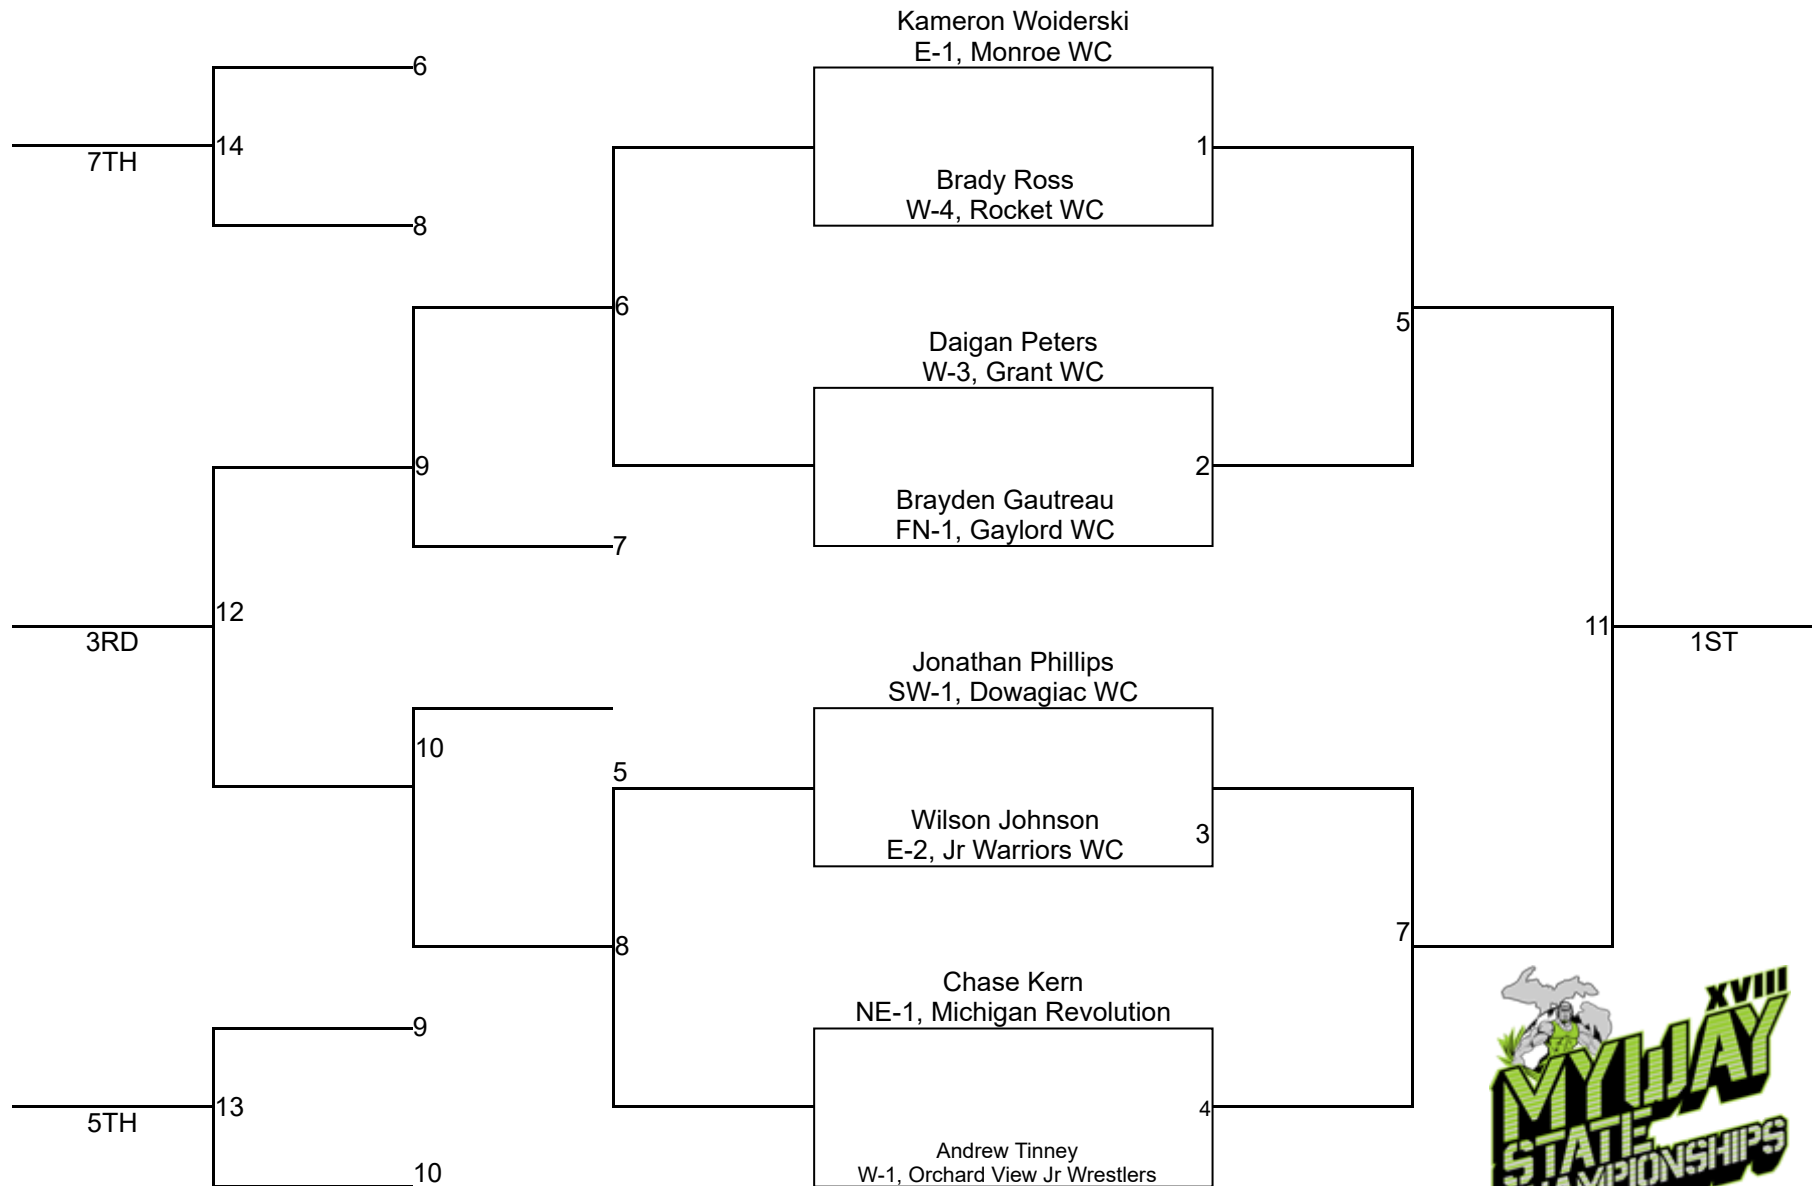 Kameron Woiderski
E-1, Monroe WC
6
14
7TH
1
Brady Ross
W-4, Rocket WC
8
6
5
Daigan Peters
W-3, Grant WC
9
2
Brayden Gautreau
FN-1, Gaylord WC
7
12
3RD
11
1ST
Jonathan Phillips
SW-1, Dowagiac WC
10
5
Wilson Johnson
E-2, Jr Warriors WC
3
8
7
Chase Kern
NE-1, Michigan Revolution
9
13
5TH
4
Andrew Tinney
W-1, Orchard View Jr Wrestlers
10
XVIII
MYWAY
STATE
CHAMPIONSHIPS